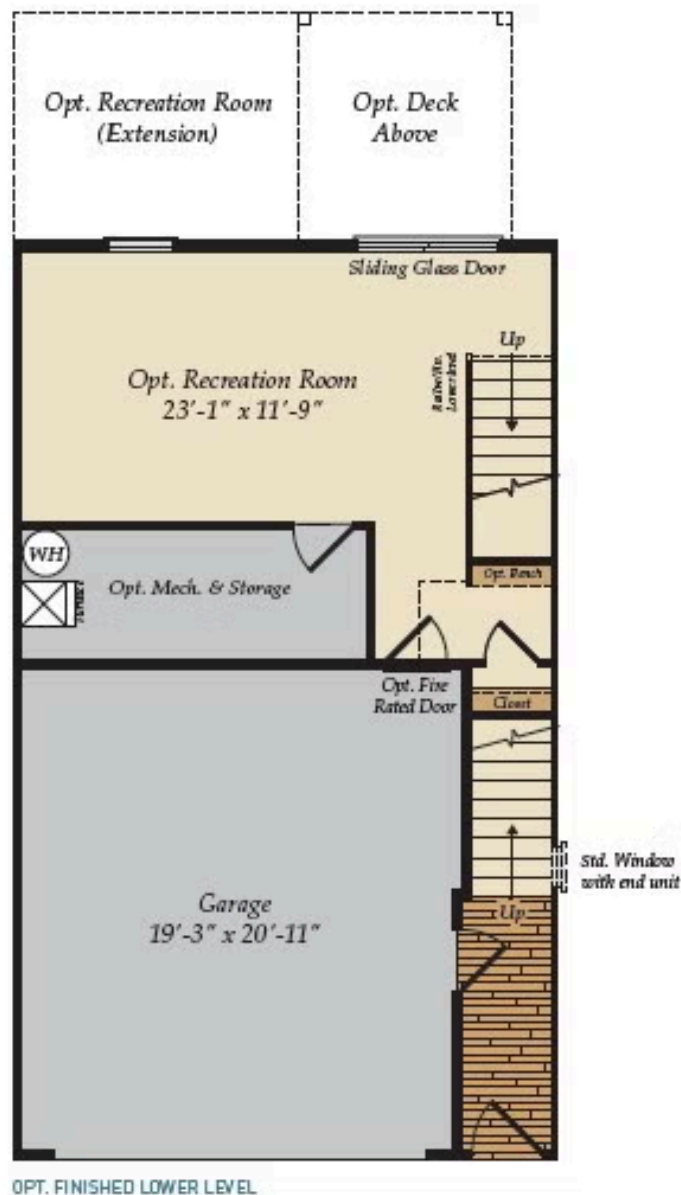 Opt. Recreation Room
(Extension)
Opt. Deck
Above
Sliding Glass Door
Up
Opt. Recreation Room
23'-1" x 11'-9"
WH
Opt. Mech. & Storage
Furnace
Opt. Bench
Opt. Fire
Rated Door
Closet
Std. Window
with end unit
Up
Garage
19'-3" x 20'-11"
OPT. FINISHED LOWER LEVEL